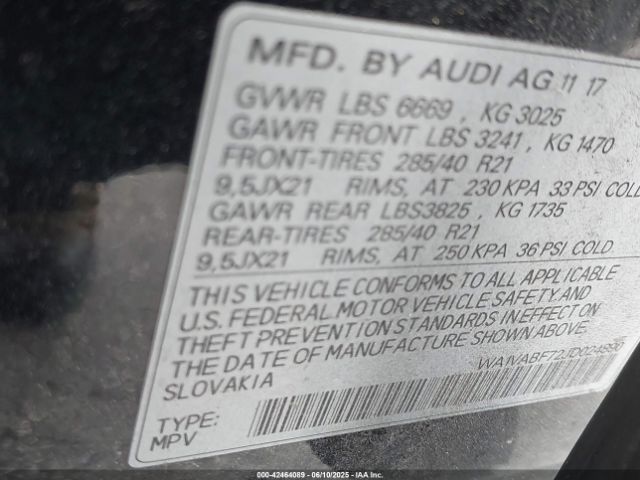 MFD. BY AUDI AG 11 17
GVWR LBS 6669 , KG 3025
GAWR FRONT LBS 3241 , KG 1470
FRONT-TIRES 285/40 R21
9,5JX21 RIMS, AT 230 KPA 33 PSI COLD
GAWR REAR LBS3825 , KG 1735
REAR-TIRES 285/40 R21
9,5JX21 RIMS, AT 250 KPA 36 PSI COLD
THIS VEHICLE CONFORMS TO ALL APPLICABLE
U.S. FEDERAL MOTOR VEHICLE SAFETY AND
THEFT PREVENTION STANDARDS IN EFFECT ON
THE DATE OF MANUFACTURE SHOWN ABOVE
SLOVAKIA
TYPE:
MPV
000-42464089 - 06/10/2025 - IAAI.COM